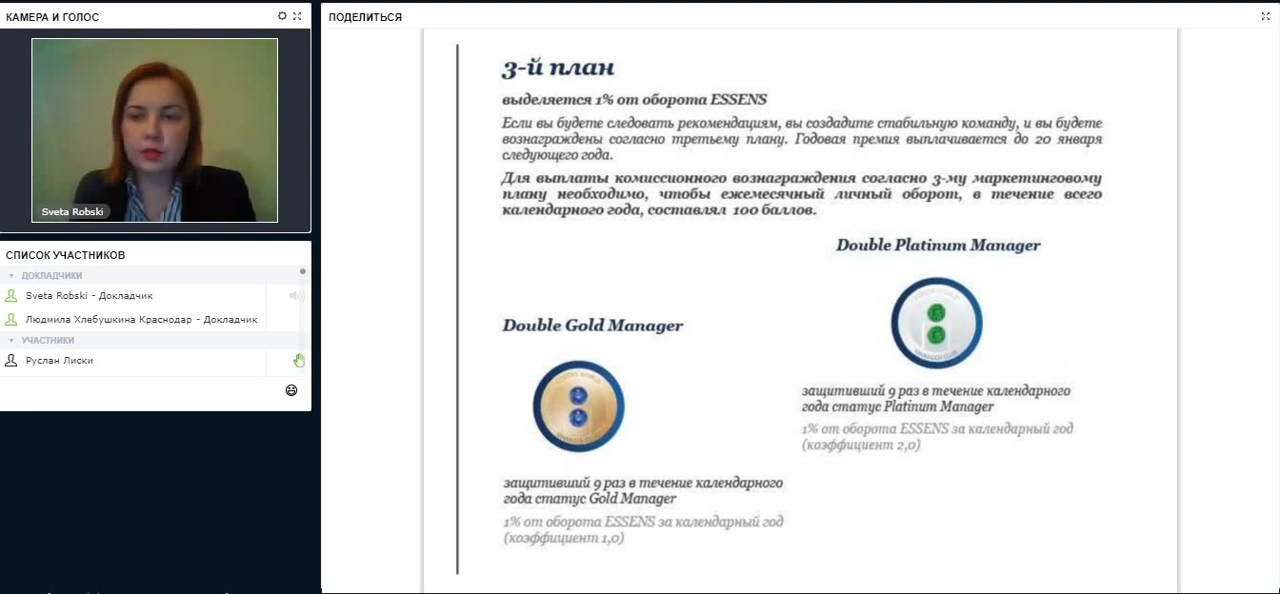 КАМЕРА И ГОЛОС
Sveta Robski
СПИСОК УЧАСТНИКОВ
ДОКЛАДЧИКИ
Sveta Robski - Докладчик
Людмила Хлебушкина Краснодар - Докладчик
УЧАСТНИКИ
Руслан Лиски
ПОДЕЛИТЬСЯ
3-й план
выделяется 1% от оборота ESSENS
Если вы будете следовать рекомендациям, вы создадите стабильную команду, и вы будете
вознаграждены согласно третьему плану. Годовая премия выплачивается до 20 января
следующего года.
Для выплаты комиссионного вознаграждения согласно 3-му маркетинговому
плану необходимо, чтобы ежемесячный личный оборот, в течение всего
календарного года, составлял 100 баллов.
Double Gold Manager
защитивший 9 раз в течение календарного
года статус Gold Manager
1% от оборота ESSENS за календарный год
(коэффициент 1,0)
Double Platinum Manager
защитивший 9 раз в течение календарного
года статус Platinum Manager
1% от оборота ESSENS за календарный год
(коэффициент 2,0)